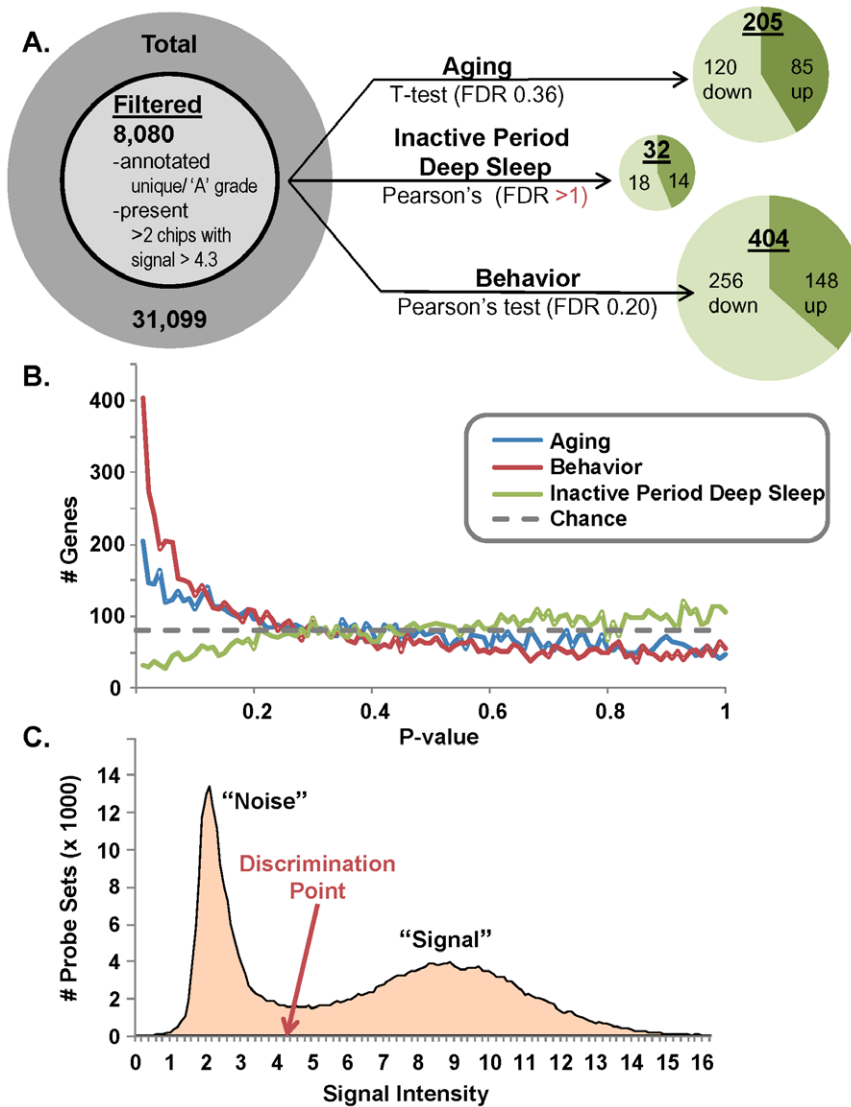 A.
Total
Filtered
8,080
-annotated
unique/ 'A' grade
-present
>2 chips with
signal > 4.3
31,099
Aging
T-test (FDR 0.36)
205
120
down
85
up
Inactive Period
Deep Sleep
Pearson's (FDR >1)
32
18
14
Behavior
Pearson's test (FDR 0.20)
404
256
down
148
up
B.
# Genes
400
300
200
100
0
0.2
0.4
0.6
0.8
1
P-value
Aging
Behavior
Inactive Period Deep Sleep
Chance
C.
# Probe Sets (x 1000)
14
12
10
8
6
4
2
0
"Noise"
Discrimination
Point
"Signal"
0 1 2 3 4 5 6 7 8 9 10 11 12 13 14 15 16
Signal Intensity